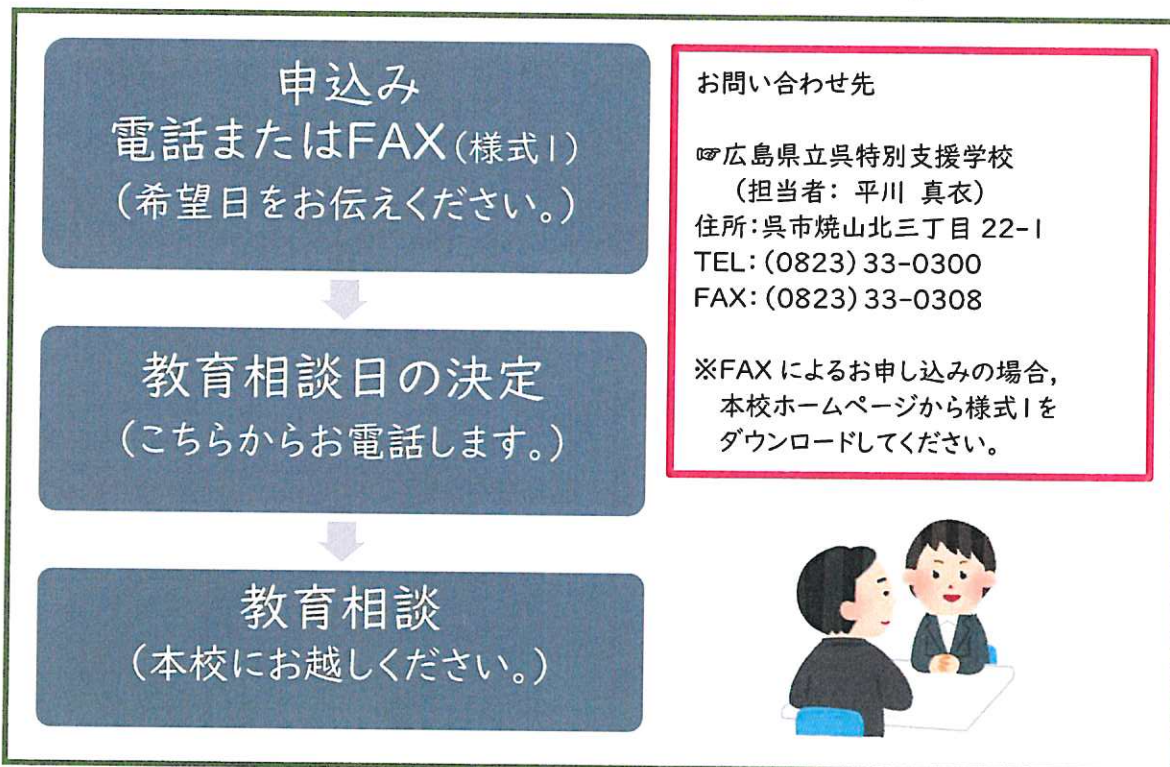 申込み
電話またはFAX(様式1)
(希望日をお伝えください。)
教育相談日の決定
(こちらからお電話します。)
教育相談
(本校にお越しください。)
お問い合わせ先
☞広島県立呉特別支援学校
(担当者: 平川 真衣)
住所:呉市焼山北三丁目 22-1
TEL: (0823) 33-0300
FAX: (0823) 33-0308
※FAX によるお申し込みの場合,
本校ホームページから様式1を
ダウンロードしてください。